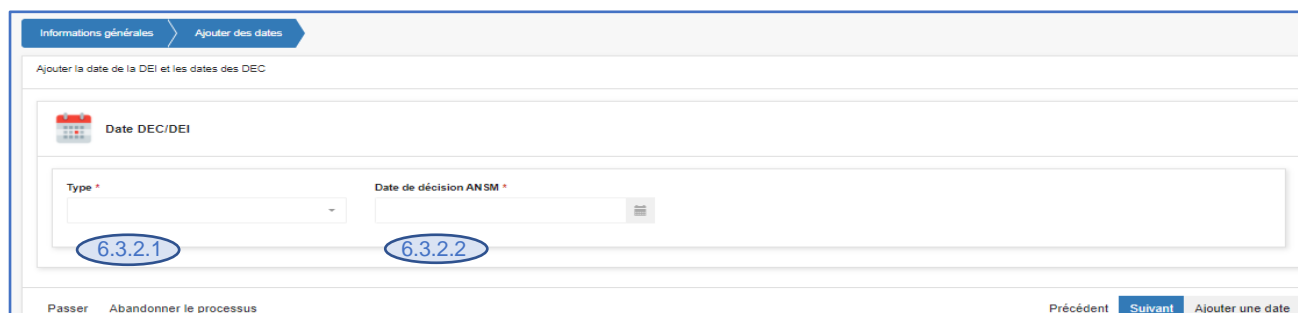 Informations générales Ajouter des dates
Ajouter la date de la DEI et les dates des DEC
Date DEC/DEI
Type * Date de décision ANSM *
6.3.2.1 6.3.2.2
Passer Abandonner le processus Précédent Suivant Ajouter une date